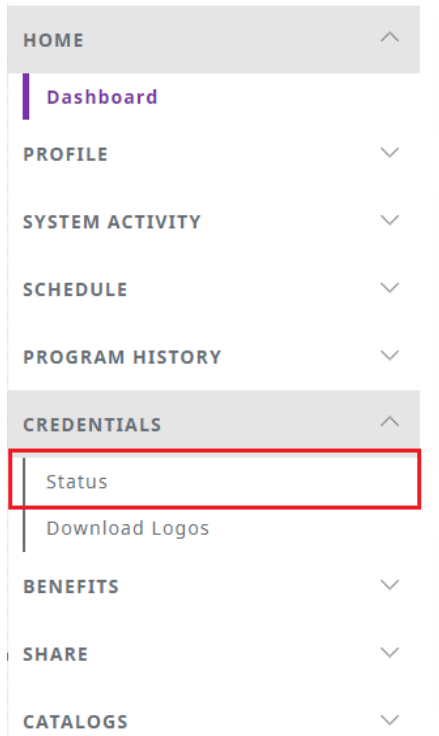 HOME
Dashboard
PROFILE
SYSTEM ACTIVITY
SCHEDULE
PROGRAM HISTORY
CREDENTIALS
Status
Download Logos
BENEFITS
SHARE
CATALOGS